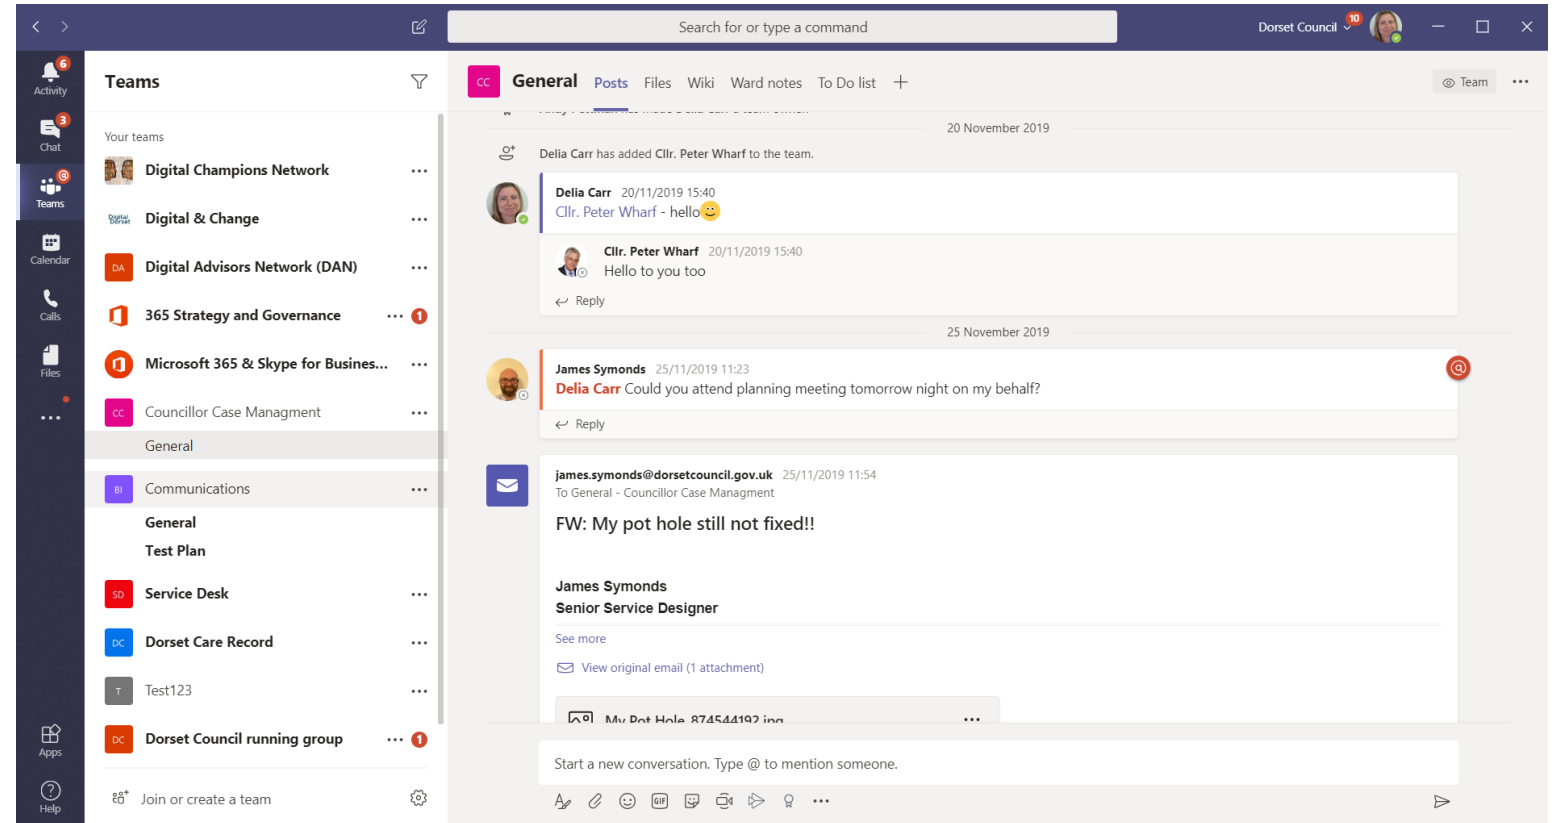 Search for or type a command
Dorset Council
10
6
Activity
3
Chat
Teams
Calendar
Calls
Files
Apps
Help
Teams
Your teams
Digital Champions Network
Digital Dorset
Digital & Change
DA
Digital Advisors Network (DAN)
365 Strategy and Governance
1
Microsoft 365 & Skype for Busines...
CC
Councillor Case Managment
General
BI
Communications
General
Test Plan
SD
Service Desk
DC
Dorset Care Record
T
Test123
DC
Dorset Council running group
1
Join or create a team
CC
General
Posts
Files
Wiki
Ward notes
To Do list
Team
20 November 2019
Delia Carr has added Cllr. Peter Wharf to the team.
Delia Carr 20/11/2019 15:40
Cllr. Peter Wharf - hello
Cllr. Peter Wharf 20/11/2019 15:40
Hello to you too
Reply
25 November 2019
James Symonds 25/11/2019 11:23
Delia Carr Could you attend planning meeting tomorrow night on my behalf?
Reply
james.symonds@dorsetcouncil.gov.uk 25/11/2019 11:54
To General - Councillor Case Managment
FW: My pot hole still not fixed!!
James Symonds
Senior Service Designer
See more
View original email (1 attachment)
My Pot Hole 874544192.jpg
Start a new conversation. Type @ to mention someone.
GIF